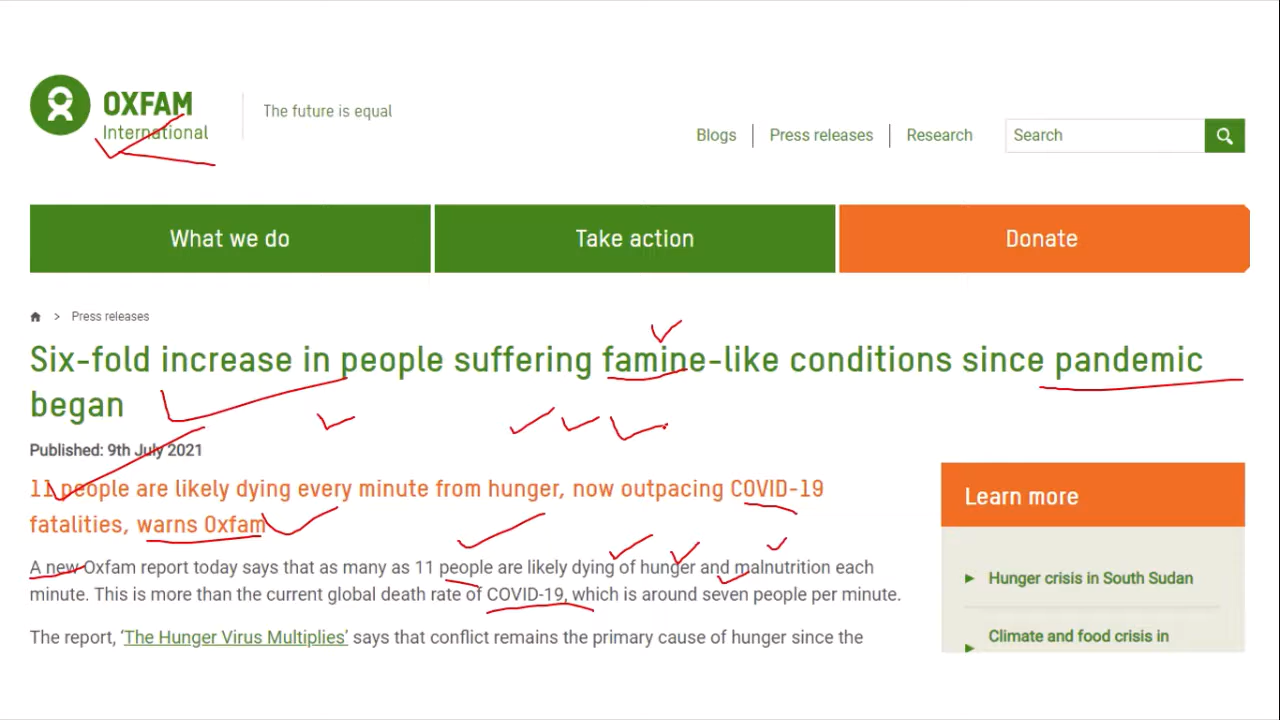 OXFAM
International
The future is equal
Blogs
Press releases
Research
Search
What we do
Take action
Donate
> Press releases
Six-fold increase in people suffering famine-like conditions since pandemic
began
Published: 9th July 2021
11 people are likely dying every minute from hunger, now outpacing COVID-19
fatalities, warns Oxfam
A new Oxfam report today says that as many as 11 people are likely dying of hunger and malnutrition each
minute. This is more than the current global death rate of COVID-19, which is around seven people per minute.
The report, ‘The Hunger Virus Multiplies’ says that conflict remains the primary cause of hunger since the
Learn more
Hunger crisis in South Sudan
Climate and food crisis in